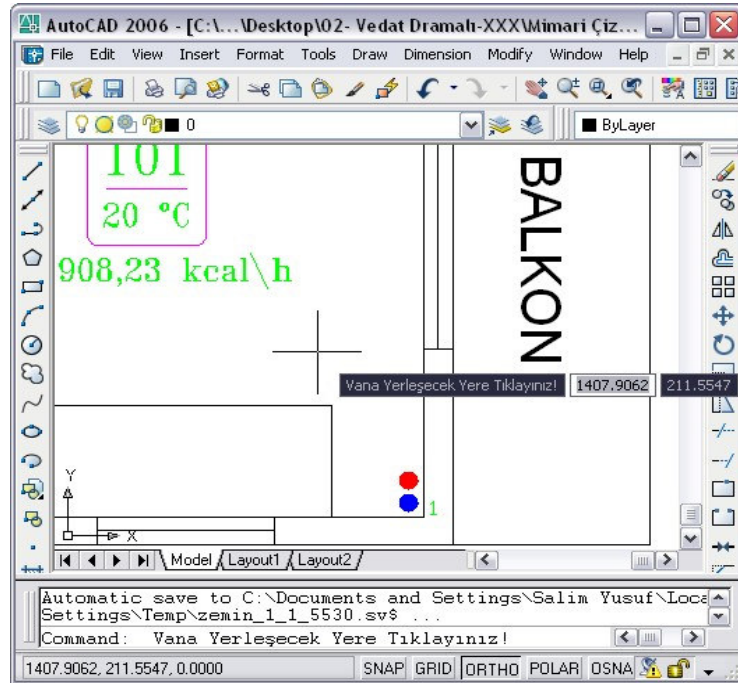 AutoCAD 2006 - [C:\...\Desktop\02- Vedat Dramalı-XXX\Mimari Çiz...
File Edit View Insert Format Tools Draw Dimension Modify Window Help
0 ByLayer
101
20 °C
908,23 kcal\h
BALKON
Vana Yerleşecek Yere Tıklayınız! 1407.9062 211.5547
1
Y
X
Model Layout1 Layout2
Automatic save to C:\Documents and Settings\Salim Yusuf\Loca
Settings\Temp\zemin_1_1_5530.sv$ ...
Command: Vana Yerleşecek Yere Tıklayınız!
1407.9062, 211.5547, 0.0000 SNAP GRID ORTHO POLAR OSNA